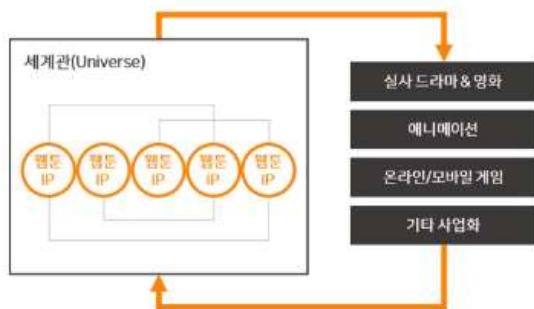 세계관(Universe)
웹툰
IP
웹툰
IP
웹툰
IP
웹툰
IP
웹툰
IP
실사 드라마 & 영화
애니메이션
온라인/모바일 게임
기타 사업화